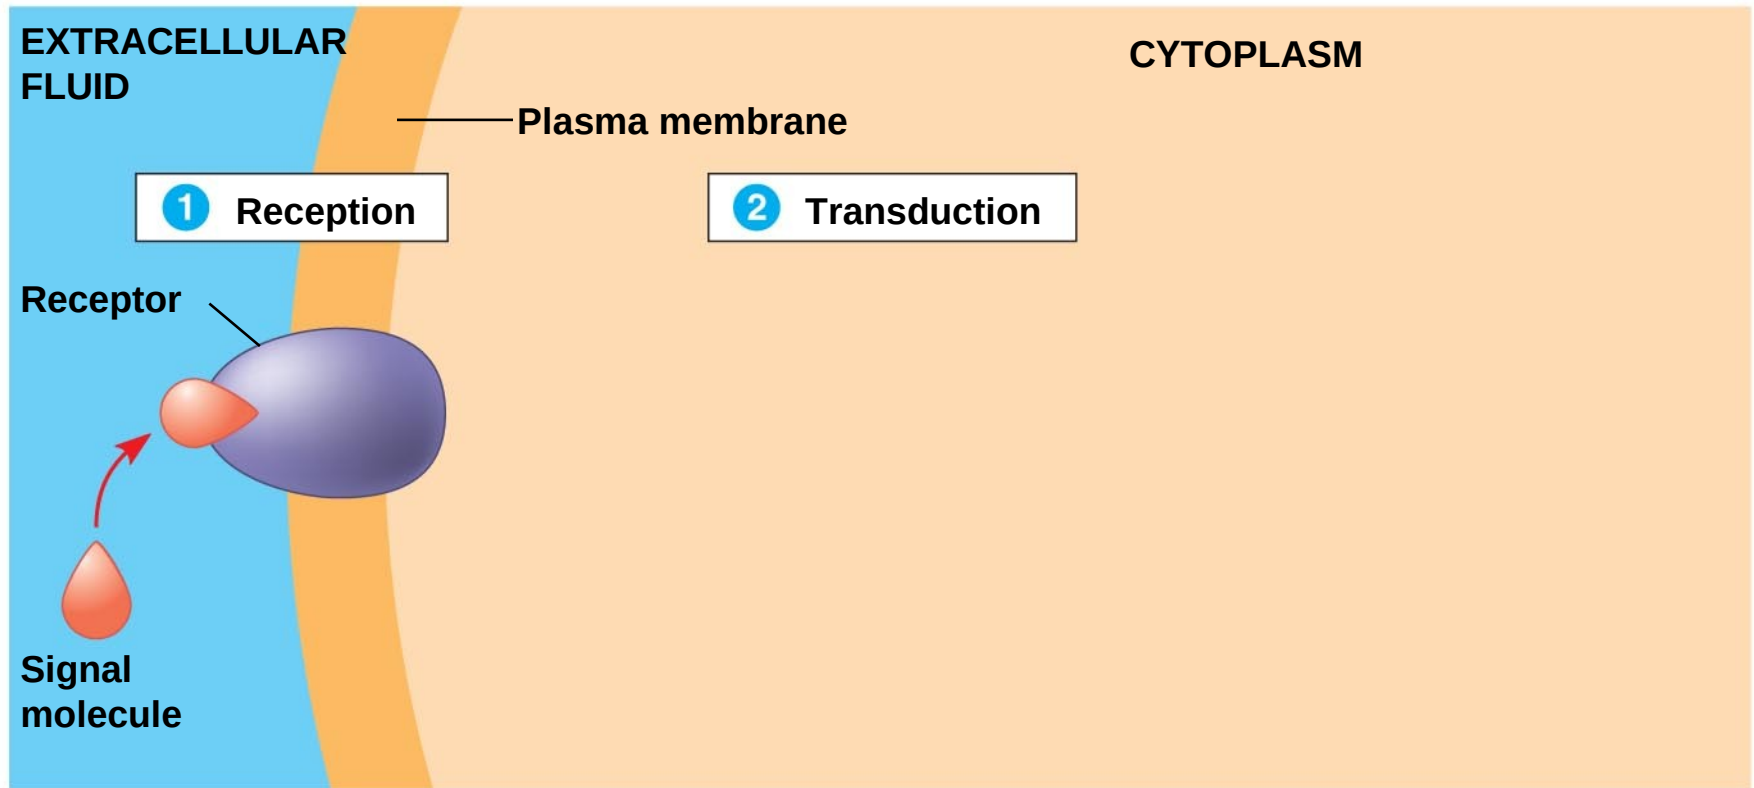 EXTRACELLULAR
FLUID
CYTOPLASM
Plasma membrane
1 Reception
2 Transduction
Receptor
Signal
molecule